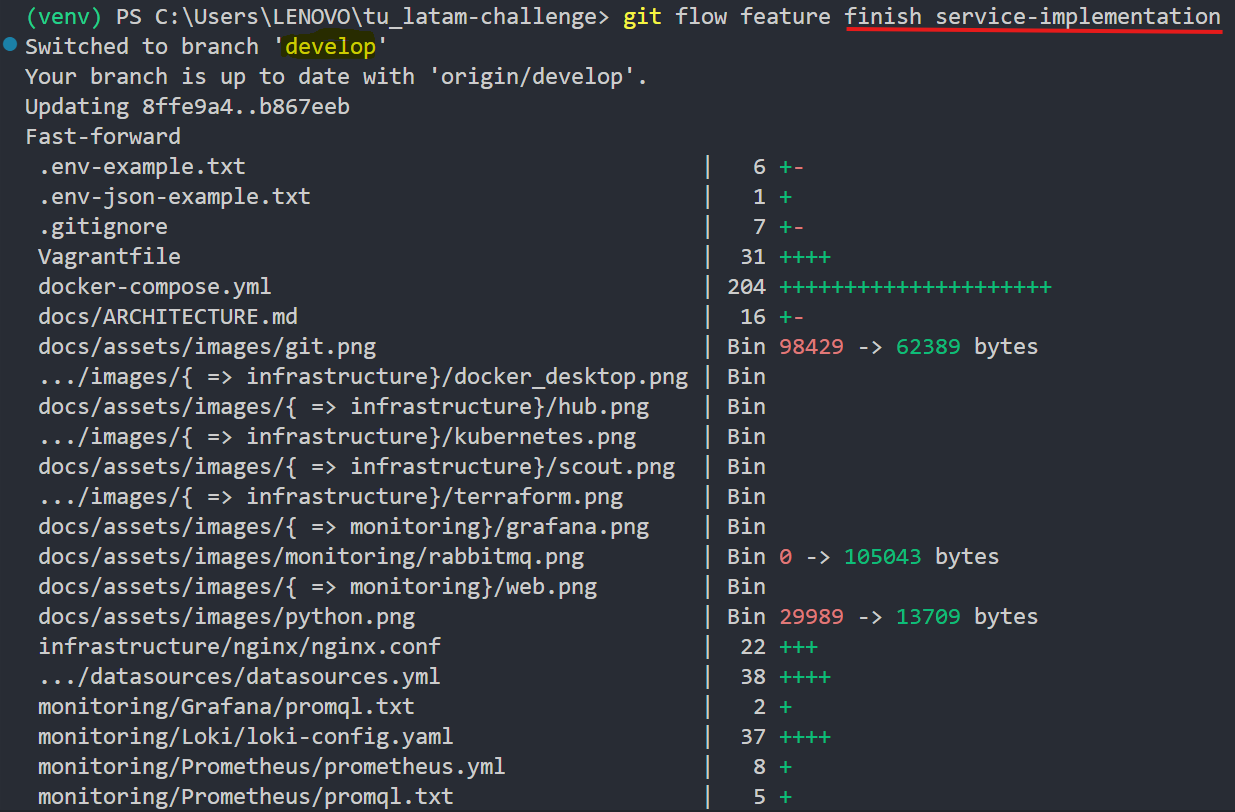 (venv) PS C:\Users\LENOVO\tu_latam-challenge> git flow feature finish service-implementation
Switched to branch 'develop'
Your branch is up to date with 'origin/develop'.
Updating 8ffe9a4..b867eeb
Fast-forward
 .env-example.txt                                   |   6 +-
 .env-json-example.txt                              |   1 +
 .gitignore                                         |   7 +-
 Vagrantfile                                        |  31 ++++
 docker-compose.yml                                 | 204 +++++++++++++++++++++
 docs/ARCHITECTURE.md                               |  16 +-
 docs/assets/images/git.png                         | Bin 98429 -> 62389 bytes
 .../images/{ => infrastructure}/docker_desktop.png | Bin
 docs/assets/images/{ => infrastructure}/hub.png    | Bin
 .../images/{ => infrastructure}/kubernetes.png     | Bin
 docs/assets/images/{ => infrastructure}/scout.png  | Bin
 .../images/{ => infrastructure}/terraform.png      | Bin
 docs/assets/images/{ => monitoring}/grafana.png    | Bin
 docs/assets/images/monitoring/rabbitmq.png         | Bin 0 -> 105043 bytes
 docs/assets/images/{ => monitoring}/web.png        | Bin
 docs/assets/images/python.png                      | Bin 29989 -> 13709 bytes
 infrastructure/nginx/nginx.conf                    |  22 +++
 .../datasources/datasources.yml                    |  38 ++++
 monitoring/Grafana/promql.txt                      |   2 +
 monitoring/Loki/loki-config.yaml                   |  37 ++++
 monitoring/Prometheus/prometheus.yml               |   8 +
 monitoring/Prometheus/promql.txt                   |   5 +